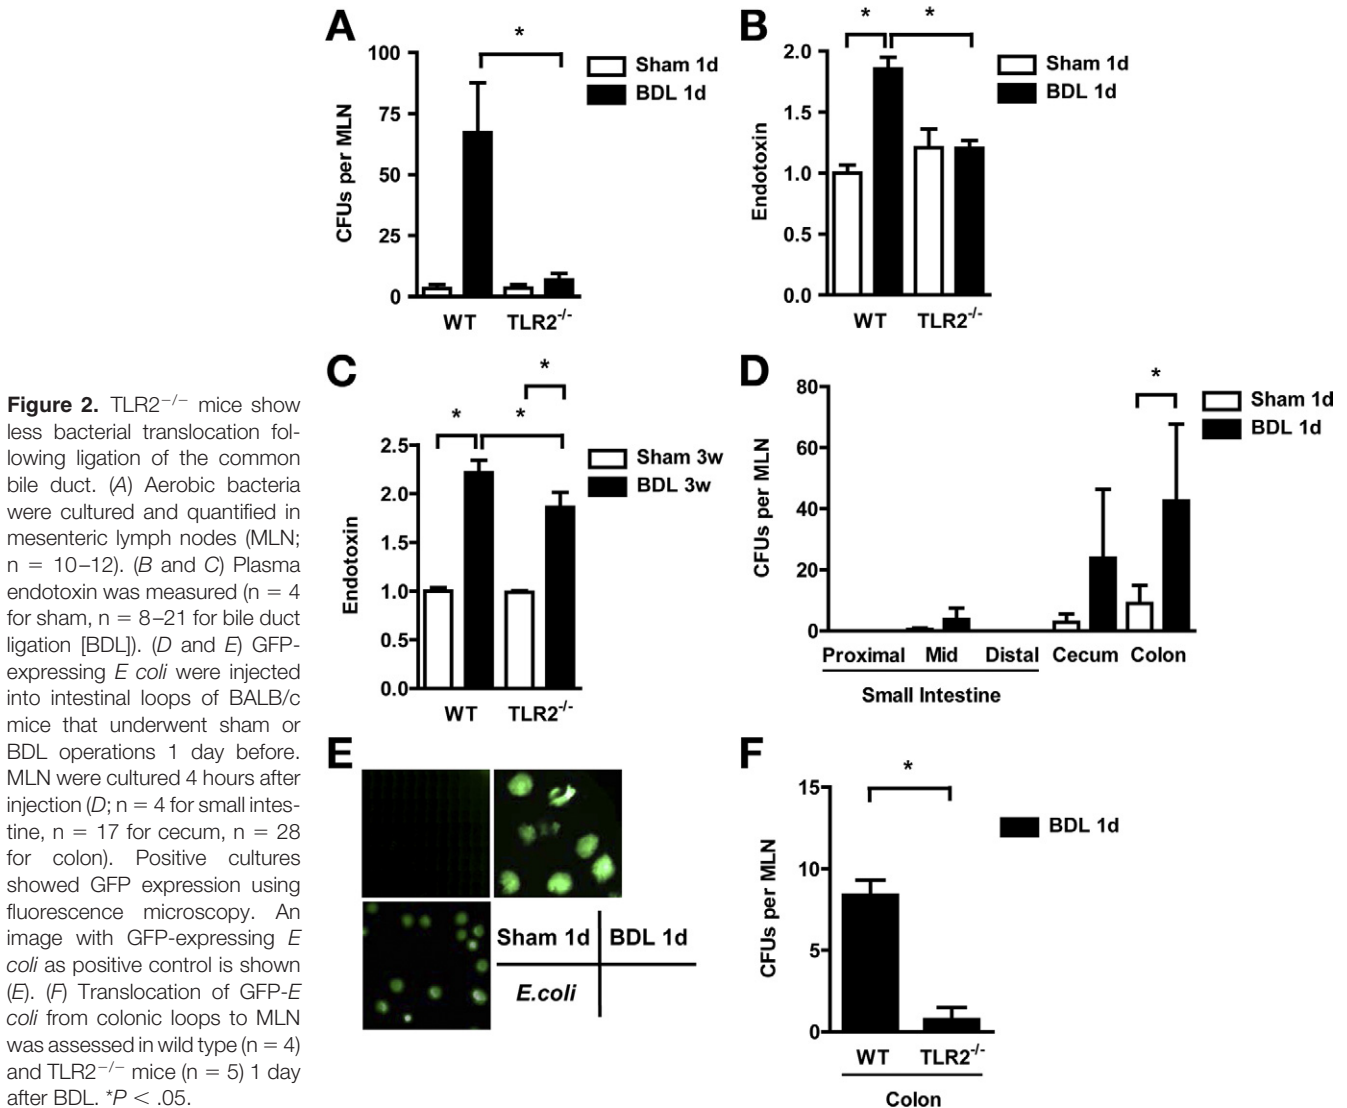 A
*
100
75
50
25
0
CFUs per MLN
Sham 1d
BDL 1d
WT
TLR2-/-
B
*
*
2.0
1.5
1.0
0.5
0.0
Endotoxin
Sham 1d
BDL 1d
WT
TLR2-/-
Figure 2. TLR2−/− mice show
less bacterial translocation fol-
lowing ligation of the common
bile duct. (A) Aerobic bacteria
were cultured and quantified in
mesenteric lymph nodes (MLN;
n = 10–12). (B and C) Plasma
endotoxin was measured (n = 4
for sham, n = 8–21 for bile duct
ligation [BDL]). (D and E) GFP-
expressing E coli were injected
into intestinal loops of BALB/c
mice that underwent sham or
BDL operations 1 day before.
MLN were cultured 4 hours after
injection (D; n = 4 for small intes-
tine, n = 17 for cecum, n = 28
for colon). Positive cultures
showed GFP expression using
fluorescence microscopy. An
image with GFP-expressing E
coli as positive control is shown
(E). (F) Translocation of GFP-E
coli from colonic loops to MLN
was assessed in wild type (n = 4)
and TLR2−/− mice (n = 5) 1 day
after BDL. *P < .05.
C
*
*
*
2.5
2.0
1.5
1.0
0.5
0.0
Endotoxin
Sham 3w
BDL 3w
WT
TLR2-/-
D
*
80
60
40
20
0
CFUs per MLN
Sham 1d
BDL 1d
Proximal Mid Distal Cecum Colon
Small Intestine
E
Sham 1d BDL 1d
E.coli
F
*
15
10
5
0
CFUs per MLN
BDL 1d
WT
TLR2-/-
Colon